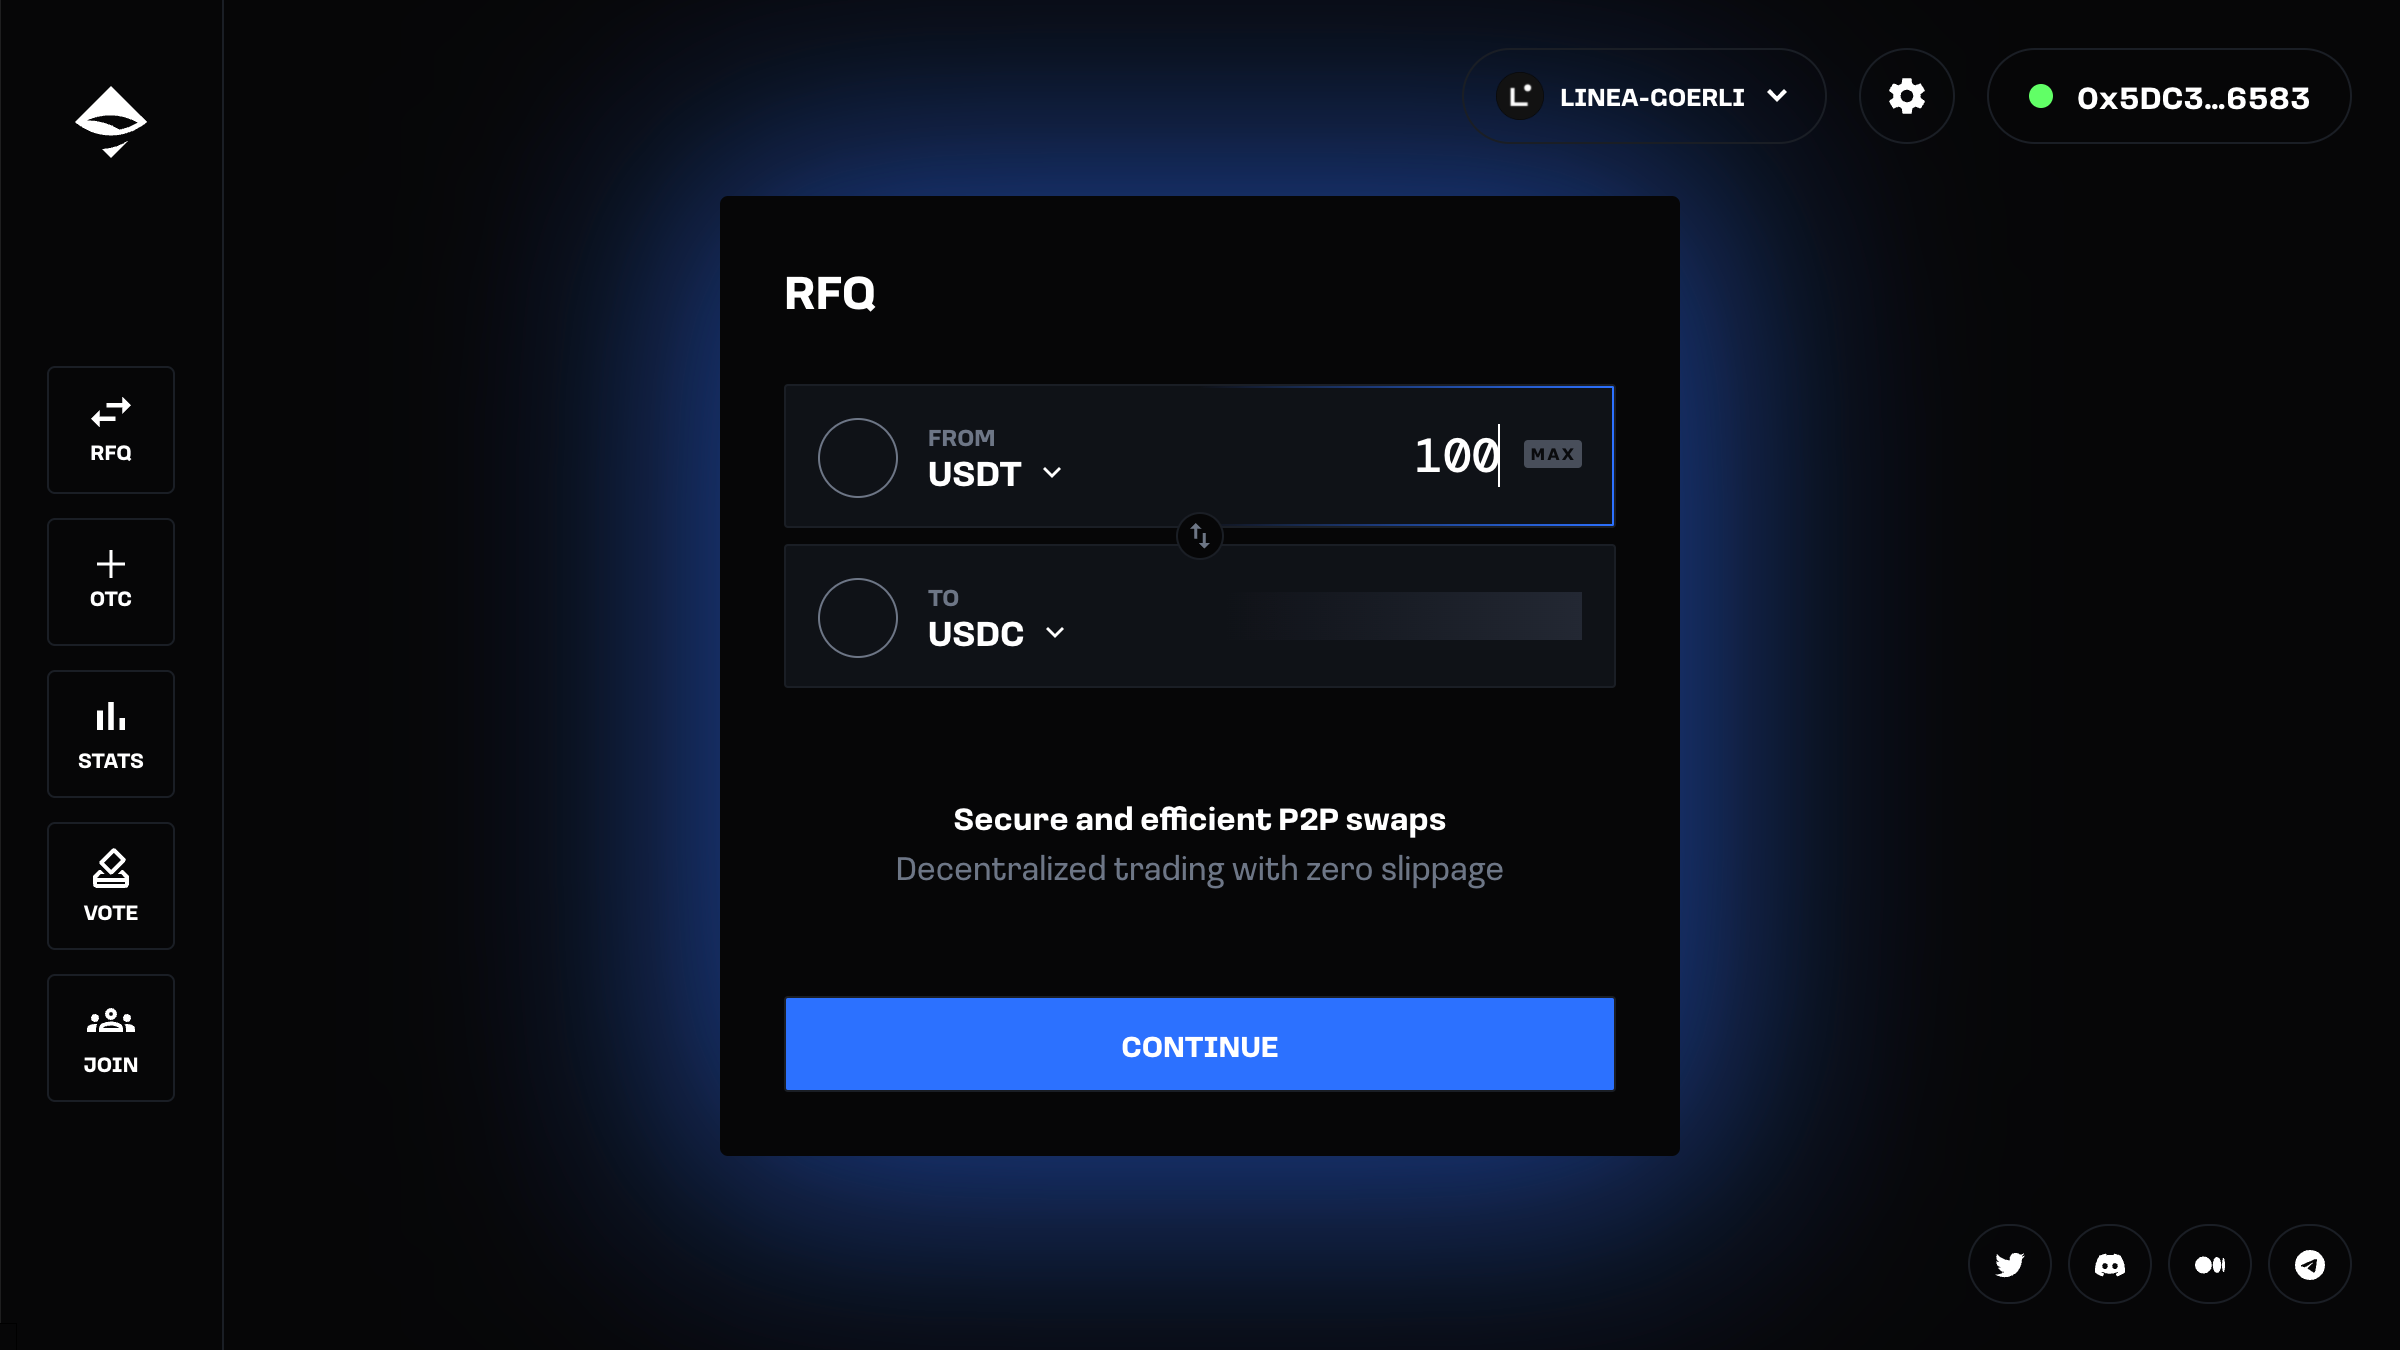 LINEA-GOERLI
0x5DC3...6583
RFQ
OTC
STATS
VOTE
JOIN
RFQ
FROM
USDT
100
MAX
TO
USDC
Secure and efficient P2P swaps
Decentralized trading with zero slippage
CONTINUE